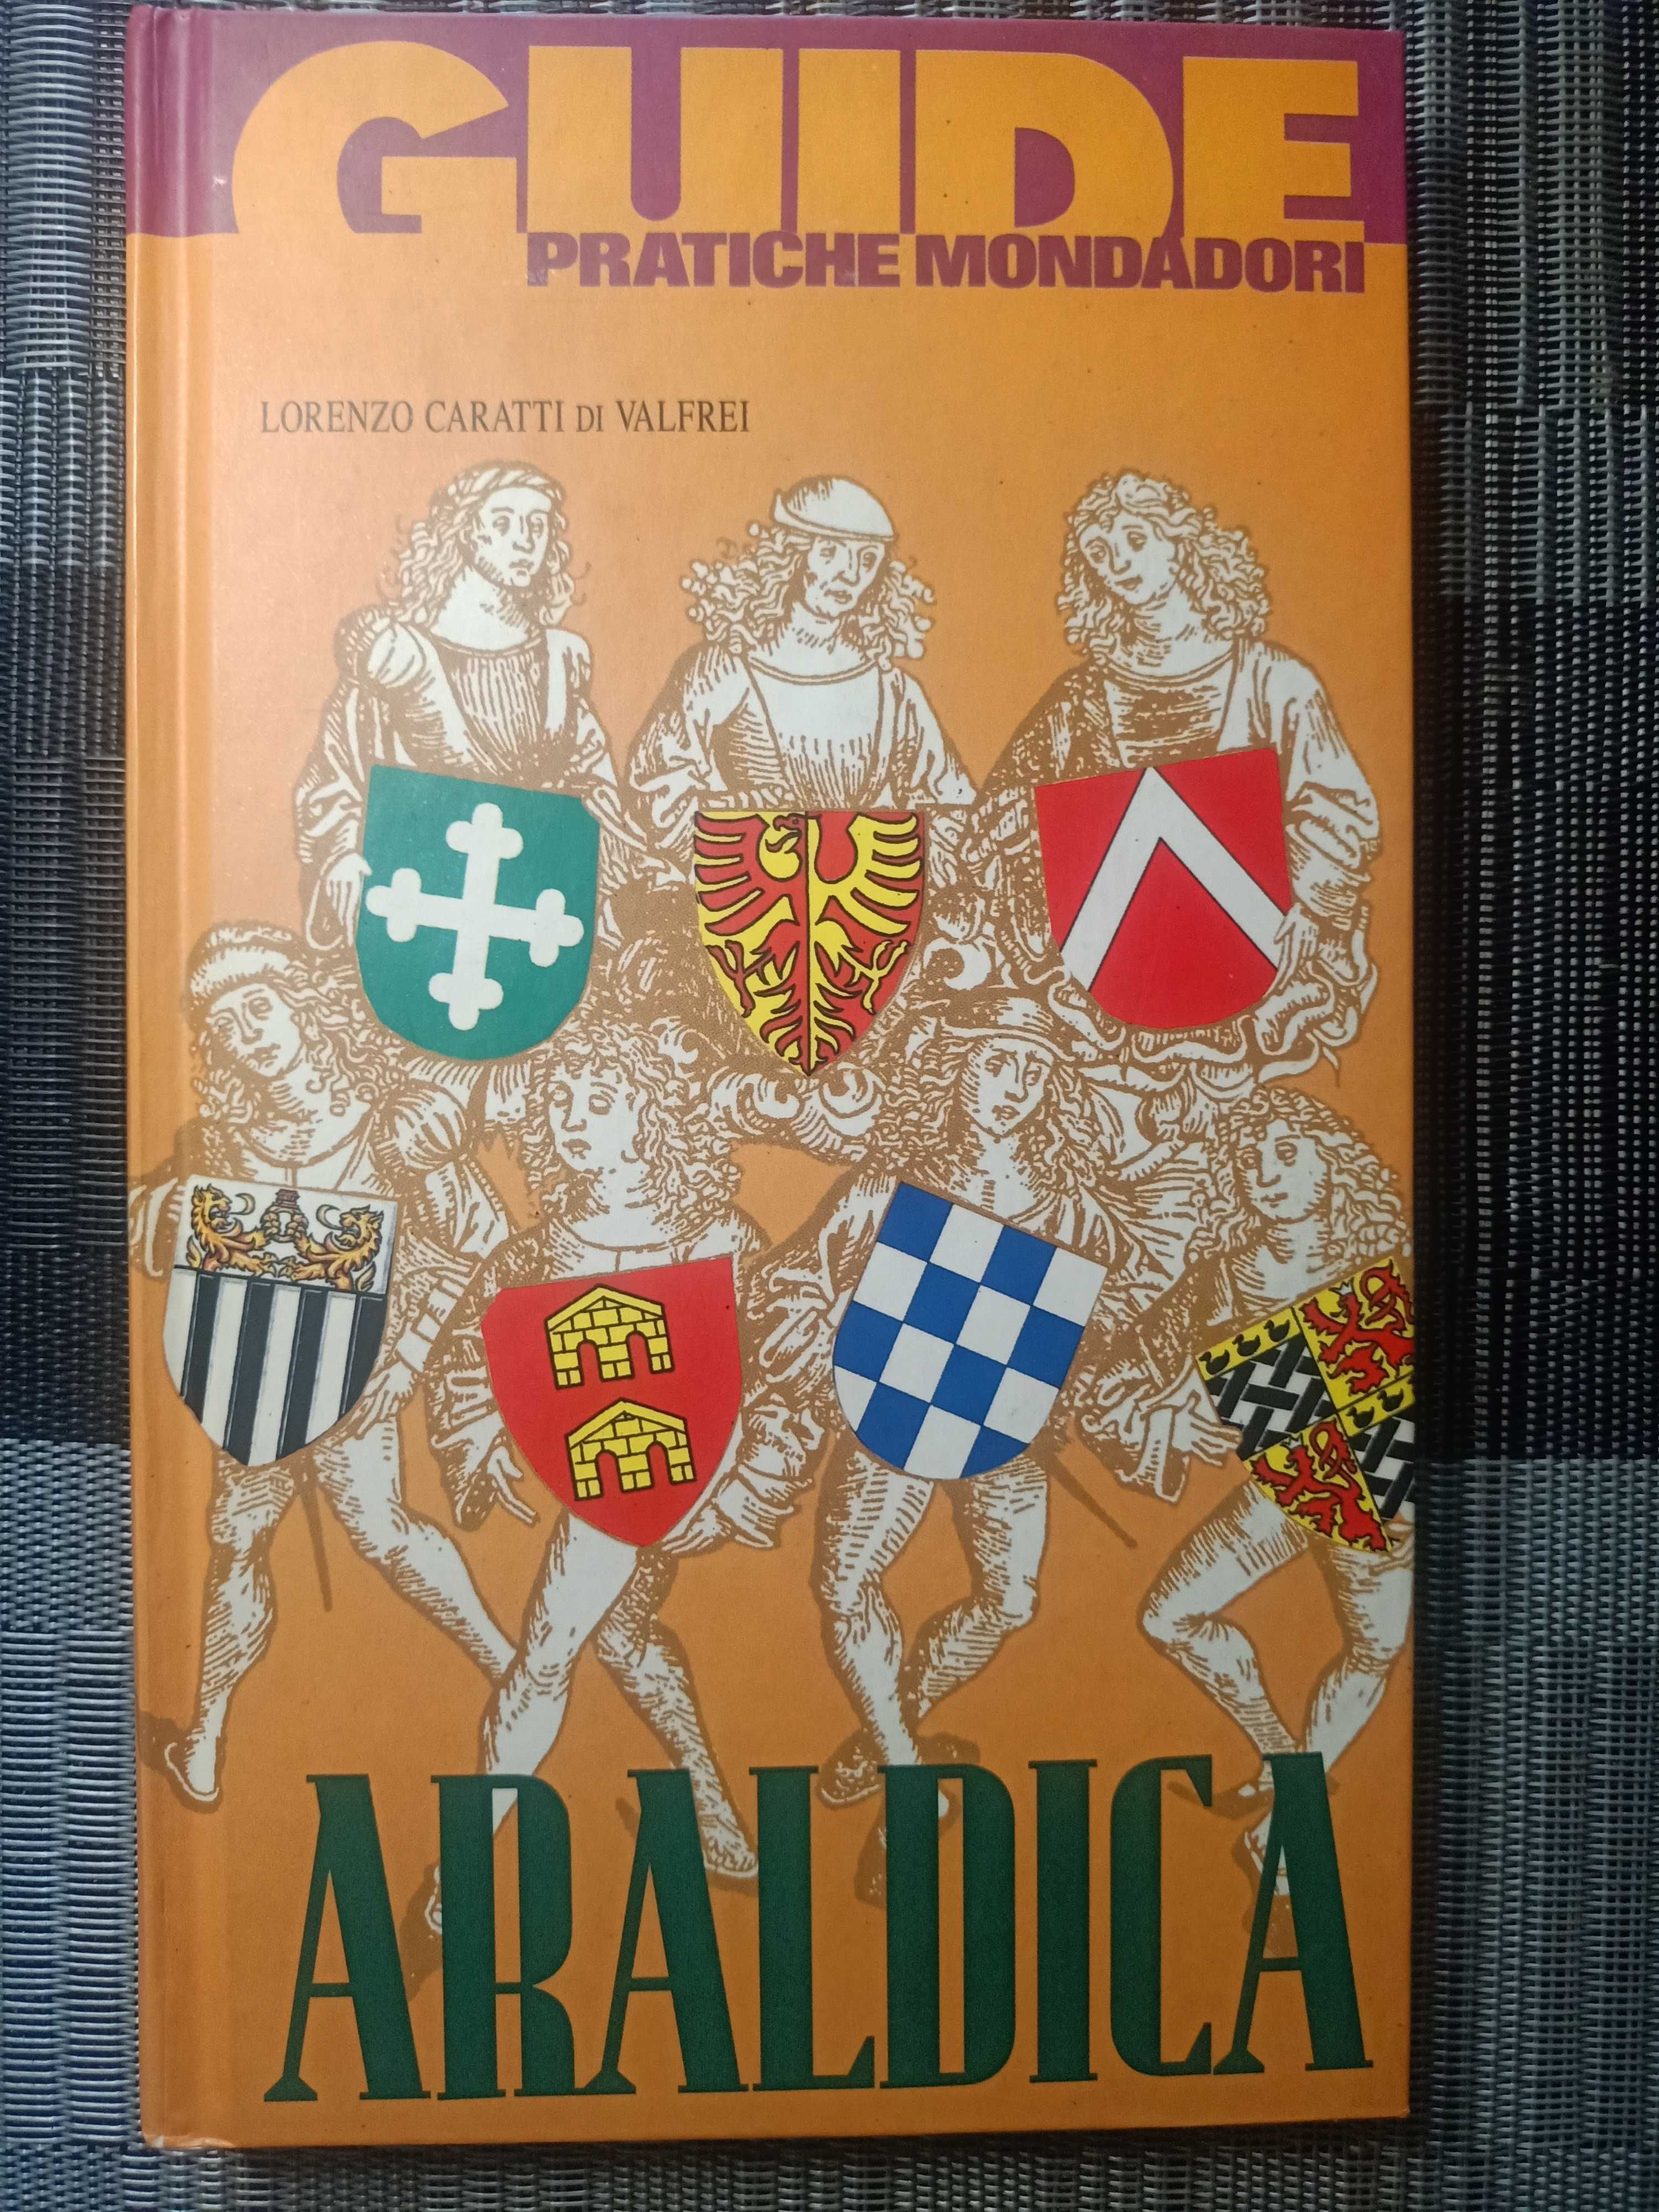 GUIDE
PRATICHE MONDADORI
LORENZO CARATTI DI VALFREI
ARALDICA